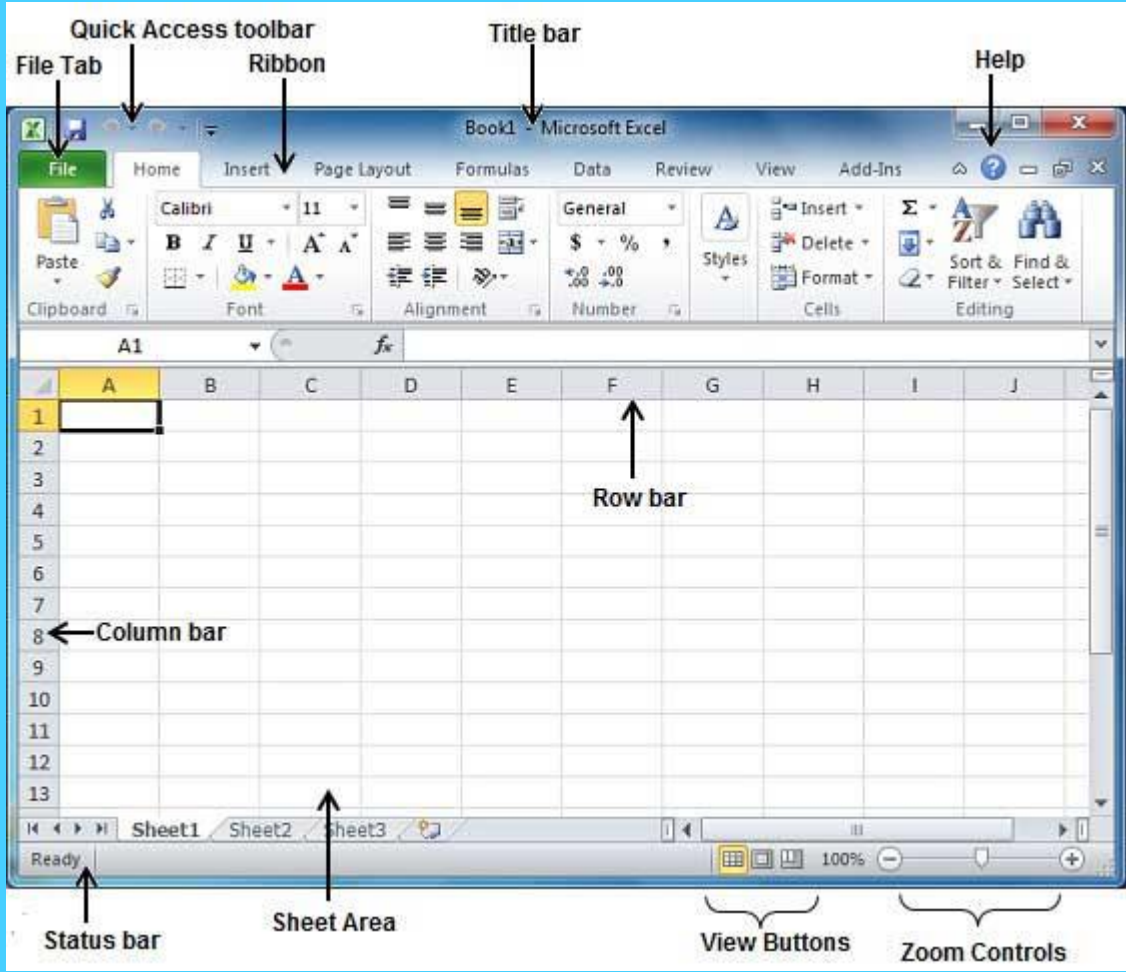 Quick Access toolbar
Title bar
File Tab
Ribbon
Help
Book1 - Microsoft Excel
File Home Insert Page Layout Formulas Data Review View Add-Ins
Calibri 11
General
Insert
B I U A A
$ % ,
Delete
Paste
Styles
Sort & Find &
A
.00 .00
Format
Filter Select
Clipboard Font Alignment Number Cells Editing
A1 fx
A B C D E F G H I J
1
2
3
Row bar
4
5
6
7
8 Column bar
9
10
11
12
13
Sheet1 Sheet2 Sheet3
Ready 100%
Status bar
Sheet Area
View Buttons
Zoom Controls